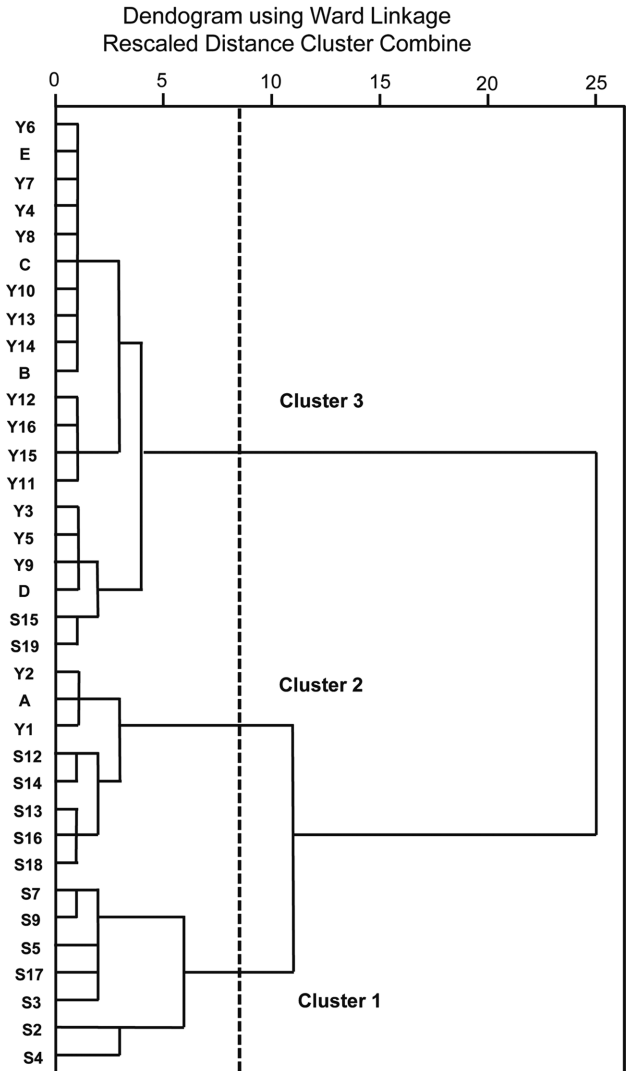 Dendogram using Ward Linkage
Rescaled Distance Cluster Combine
0 5 10 15 20 25
Y6
E
Y7
Y4
Y8
C
Y10
Y13
Y14
B
Y12
Cluster 3
Y16
Y15
Y11
Y3
Y5
Y9
D
S15
S19
Y2
Cluster 2
A
Y1
S12
S14
S13
S16
S18
S7
S9
S5
S17
S3
Cluster 1
S2
S4